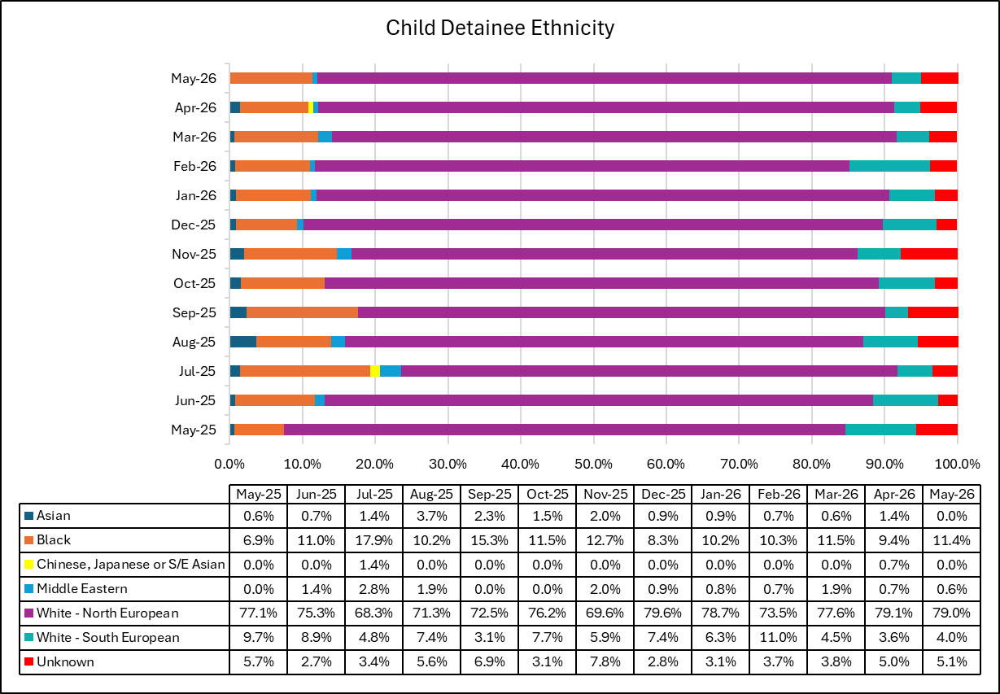 Child Detainee Ethnicity
May-26
Apr-26
Mar-26
Feb-26
Jan-26
Dec-25
Nov-25
Oct-25
Sep-25
Aug-25
Jul-25
Jun-25
May-25
0.0% 10.0% 20.0% 30.0% 40.0% 50.0% 60.0% 70.0% 80.0% 90.0% 100.0%
May-25 Jun-25 Jul-25 Aug-25 Sep-25 Oct-25 Nov-25 Dec-25 Jan-26 Feb-26 Mar-26 Apr-26 May-26
Asian 0.6% 0.7% 1.4% 3.7% 2.3% 1.5% 2.0% 0.9% 0.9% 0.7% 0.6% 1.4% 0.0%
Black 6.9% 11.0% 17.9% 10.2% 15.3% 11.5% 12.7% 8.3% 10.2% 10.3% 11.5% 9.4% 11.4%
Chinese, Japanese or S/E Asian 0.0% 0.0% 1.4% 0.0% 0.0% 0.0% 0.0% 0.0% 0.0% 0.0% 0.0% 0.7% 0.0%
Middle Eastern 0.0% 1.4% 2.8% 1.9% 0.0% 0.0% 2.0% 0.9% 0.8% 0.7% 1.9% 0.7% 0.6%
White - North European 77.1% 75.3% 68.3% 71.3% 72.5% 76.2% 69.6% 79.6% 78.7% 73.5% 77.6% 79.1% 79.0%
White - South European 9.7% 8.9% 4.8% 7.4% 3.1% 7.7% 5.9% 7.4% 6.3% 11.0% 4.5% 3.6% 4.0%
Unknown 5.7% 2.7% 3.4% 5.6% 6.9% 3.1% 7.8% 2.8% 3.1% 3.7% 3.8% 5.0% 5.1%